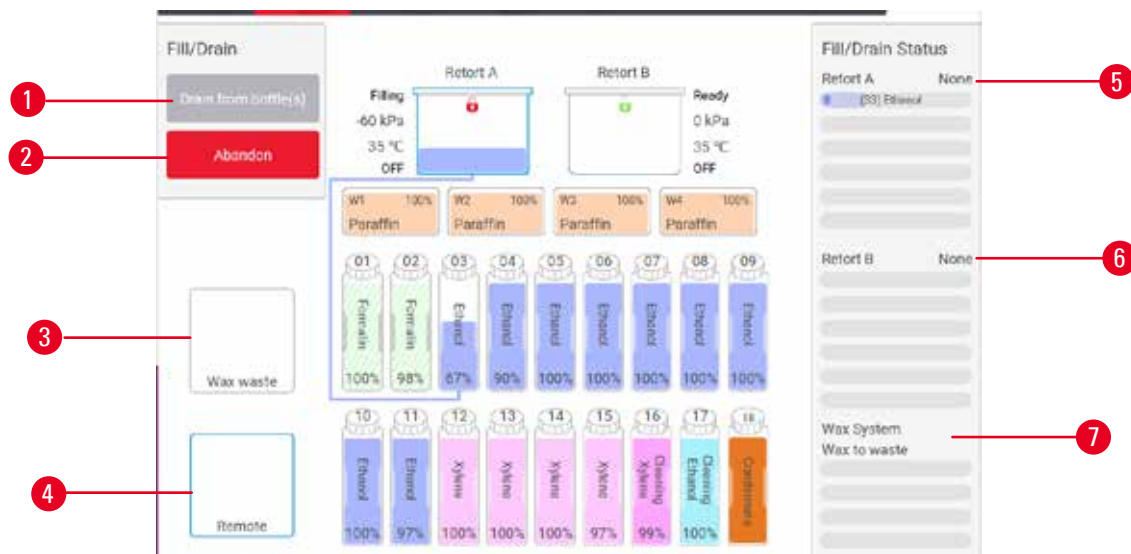 Fill/Drain
Drain from bottle(s)
Abandon
Wax waste
Remote
Retort A
Retort B
Filling
-60 kPa
35 °C
OFF
Ready
0 kPa
35 °C
OFF
W1 100%
Paraffin
W2 100%
Paraffin
W3 100%
Paraffin
W4 100%
Paraffin
01 02 03 04 05 06 07 08 09
Formalin Formalin Ethanol Ethanol Ethanol Ethanol Ethanol Ethanol Ethanol
100% 98% 67% 90% 100% 100% 100% 100% 100%
10 11 12 13 14 15 16 17 18
Ethanol Ethanol Xylene Xylene Xylene Xylene Cleaning Xylene Cleaning Ethanol Condensate
100% 97% 100% 100% 100% 97% 99% 100%
Fill/Drain Status
Retort A None
(S3) Ethanol
Retort B None
Wax System
Wax to waste
1
2
3
4
5
6
7